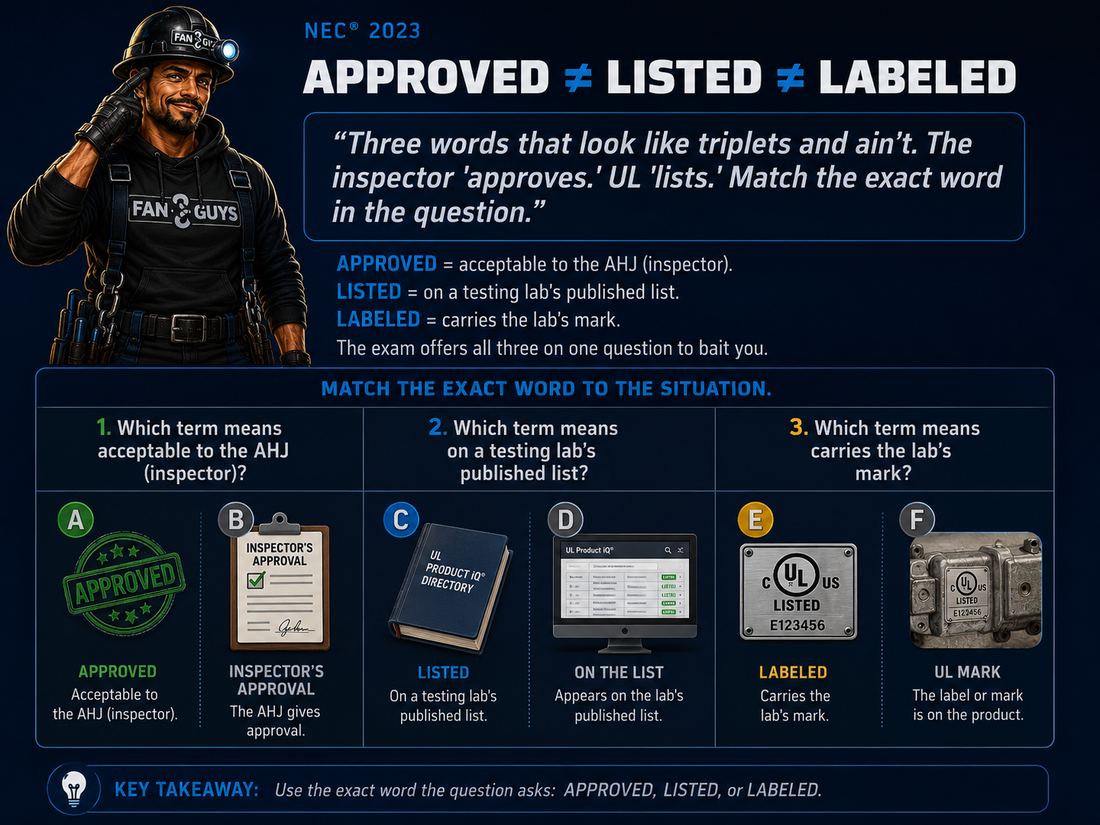 FAN GUYS
FAN GUYS
NEC® 2023
APPROVED ≠ LISTED ≠ LABELED
“Three words that look like triplets and ain’t. The
inspector 'approves.' UL 'lists.' Match the exact word
in the question.”
APPROVED = acceptable to the AHJ (inspector).
LISTED = on a testing lab's published list.
LABELED = carries the lab's mark.
The exam offers all three on one question to bait you.
MATCH THE EXACT WORD TO THE SITUATION.
1. Which term means
acceptable to the AHJ
(inspector)?
2. Which term means
on a testing lab's
published list?
3. Which term means
carries the lab's
mark?
A
APPROVED
APPROVED
Acceptable to
the AHJ (inspector).
B
INSPECTOR'S
APPROVAL
INSPECTOR'S
APPROVAL
The AHJ gives
approval.
C
UL
PRODUCT iQ®
DIRECTORY
LISTED
On a testing lab's
published list.
D
UL Product iQ®
ON THE LIST
Appears on the lab's
published list.
E
C UL US
LISTED
E123456
LABELED
Carries the
lab's mark.
F
C UL US
LISTED
E123456
UL MARK
The label or mark
is on the product.
KEY TAKEAWAY: Use the exact word the question asks: APPROVED, LISTED, or LABELED.